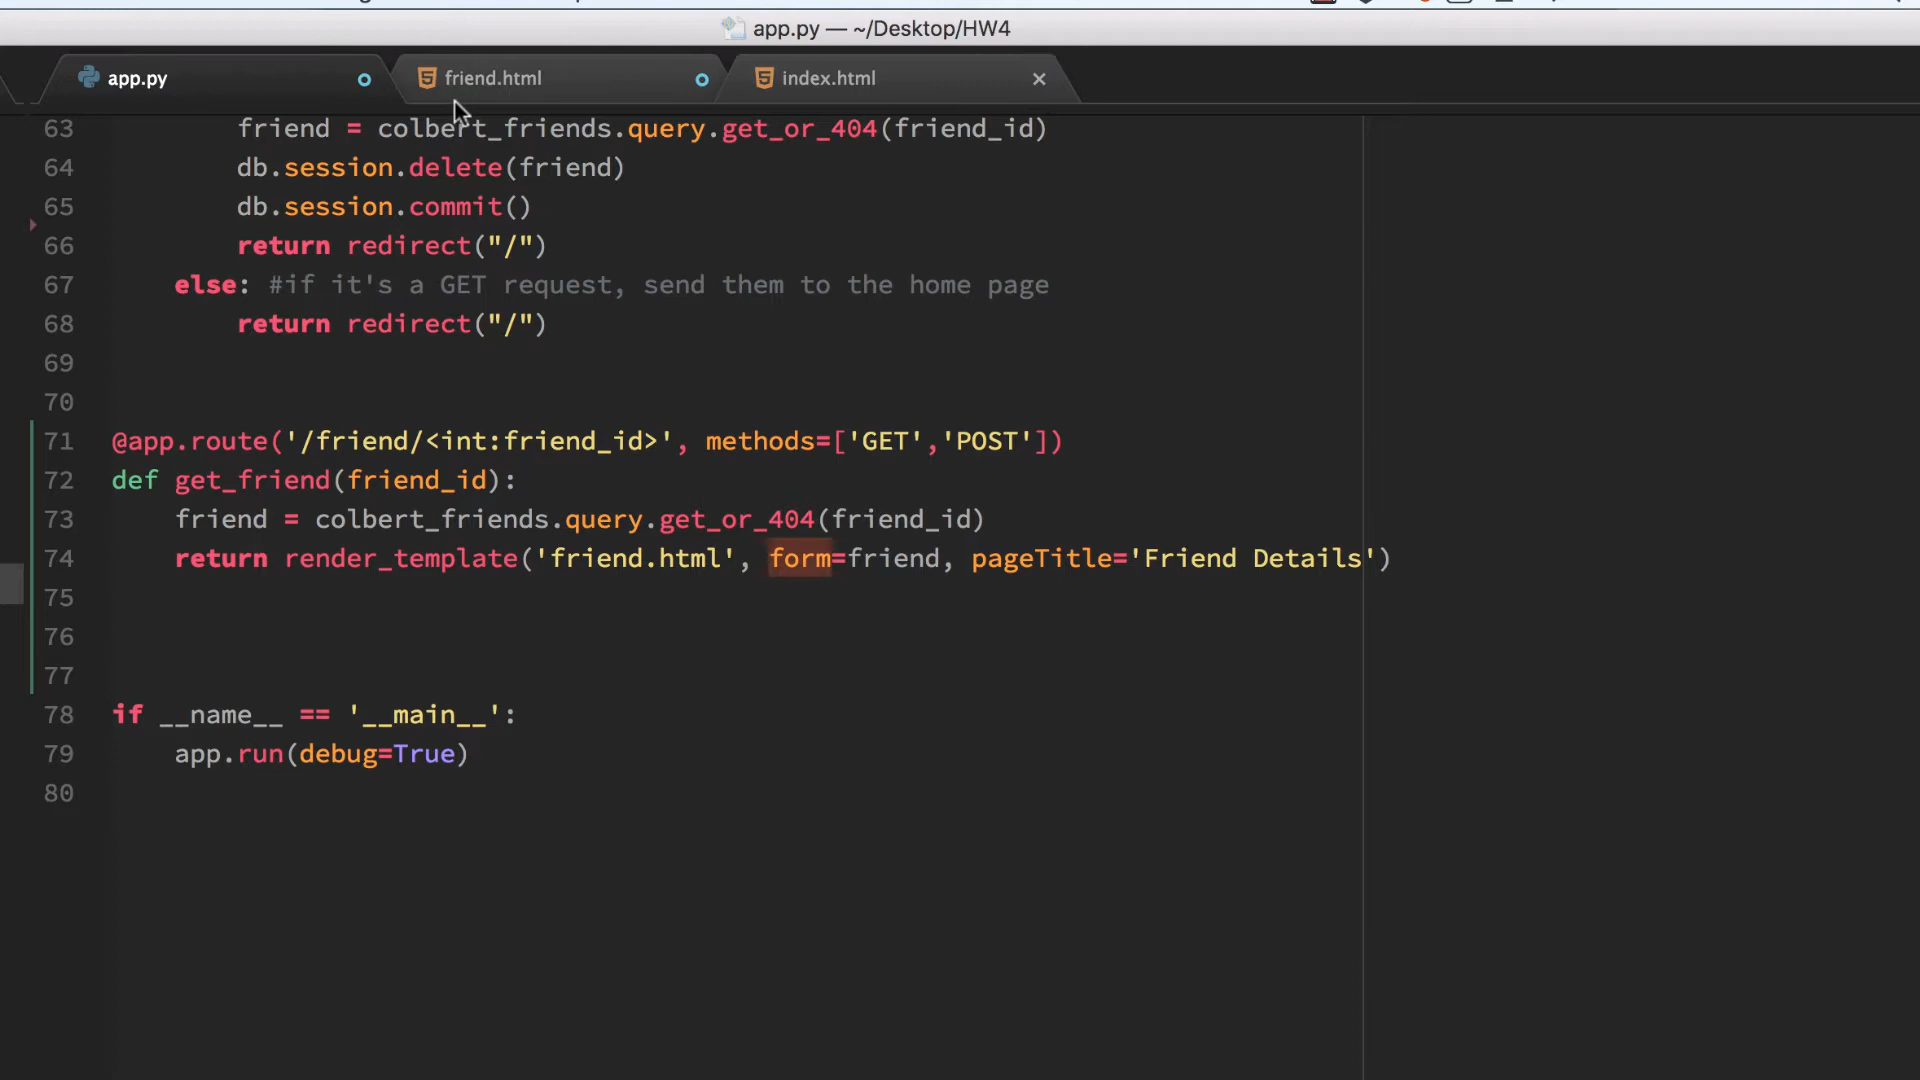 app.py — ~/Desktop/HW4
app.py
friend.html
index.html
63 friend = colbert_friends.query.get_or_404(friend_id)
64 db.session.delete(friend)
65 db.session.commit()
66 return redirect("/")
67 else: #if it's a GET request, send them to the home page
68 return redirect("/")
69
70
71 @app.route('/friend/<int:friend_id>', methods=['GET','POST'])
72 def get_friend(friend_id):
73 friend = colbert_friends.query.get_or_404(friend_id)
74 return render_template('friend.html', form=friend, pageTitle='Friend Details')
75
76
77
78 if __name__ == '__main__':
79 app.run(debug=True)
80